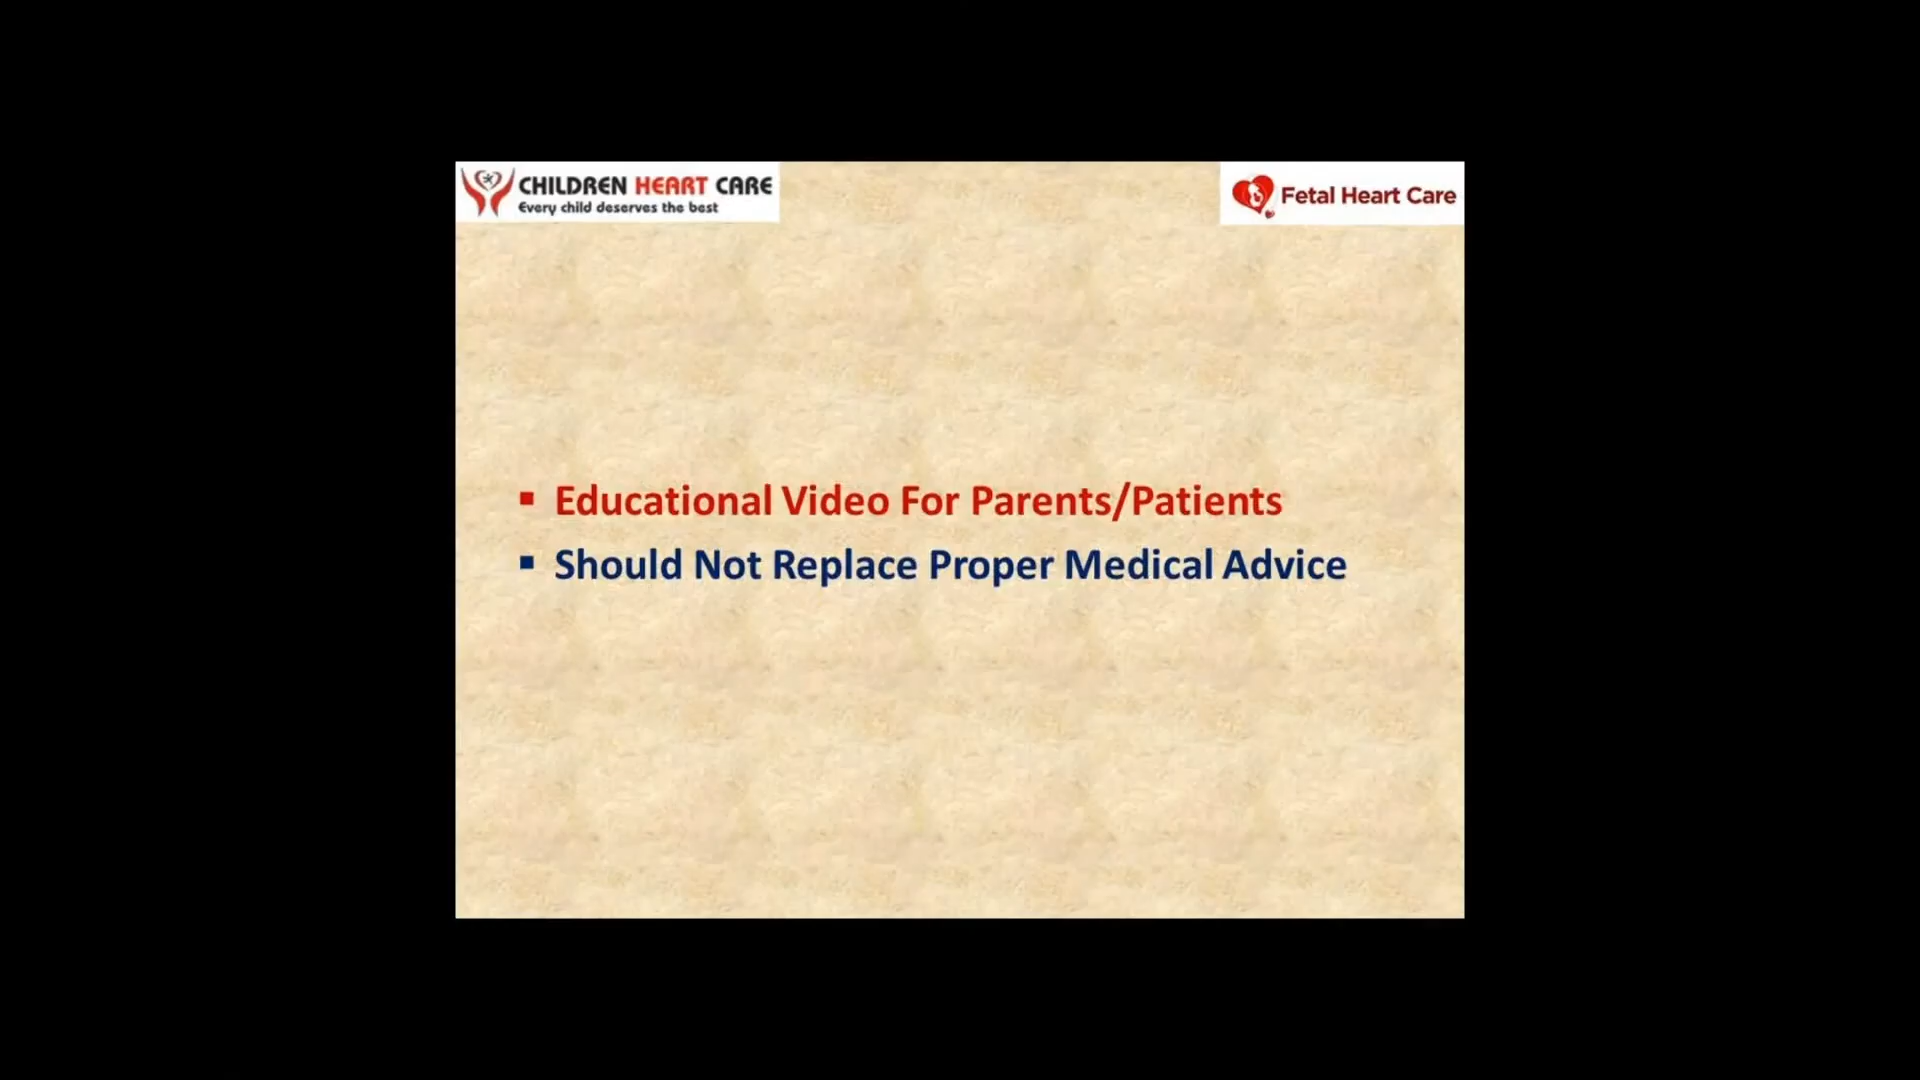 CHILDREN HEART CARE
Every child deserves the best
Fetal Heart Care
▪ Educational Video For Parents/Patients
▪ Should Not Replace Proper Medical Advice